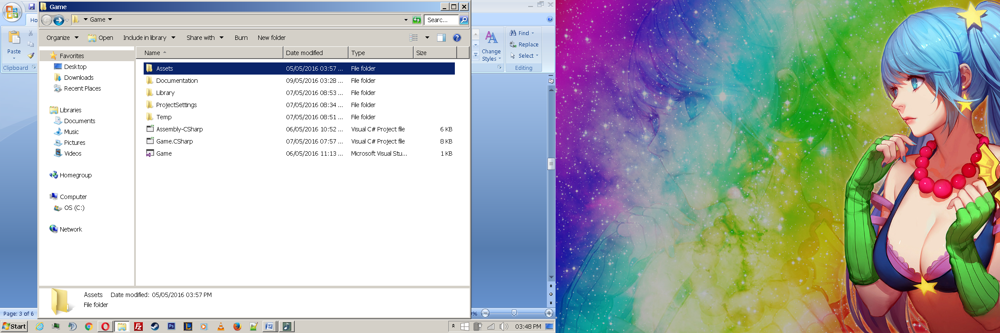 Game
Ho
Game
Searc...
Organize
Open
Include in library
Share with
Burn
New folder
Find
Replace
Select
Editing
Paste
Clipboard
Change
Styles
Name
Date modified
Type
Size
Favorites
Desktop
Downloads
Recent Places
Libraries
Documents
Music
Pictures
Videos
Homegroup
Computer
OS (C:)
Network
Assets 05/05/2016 03:57 ... File folder
Documentation 09/05/2016 03:28 ... File folder
Library 07/05/2016 08:53 ... File folder
ProjectSettings 07/05/2016 08:34 ... File folder
Temp 07/05/2016 08:51 ... File folder
Assembly-CSharp 06/05/2016 10:52 ... Visual C# Project file 6 KB
Game.CSharp 07/05/2016 07:57 ... Visual C# Project file 8 KB
Game 06/05/2016 11:13 ... Microsoft Visual Stu... 1 KB
Assets Date modified: 05/05/2016 03:57 PM
File folder
Page: 3 of 6
%
Start
Fz
Ps
L
W
03:48 PM